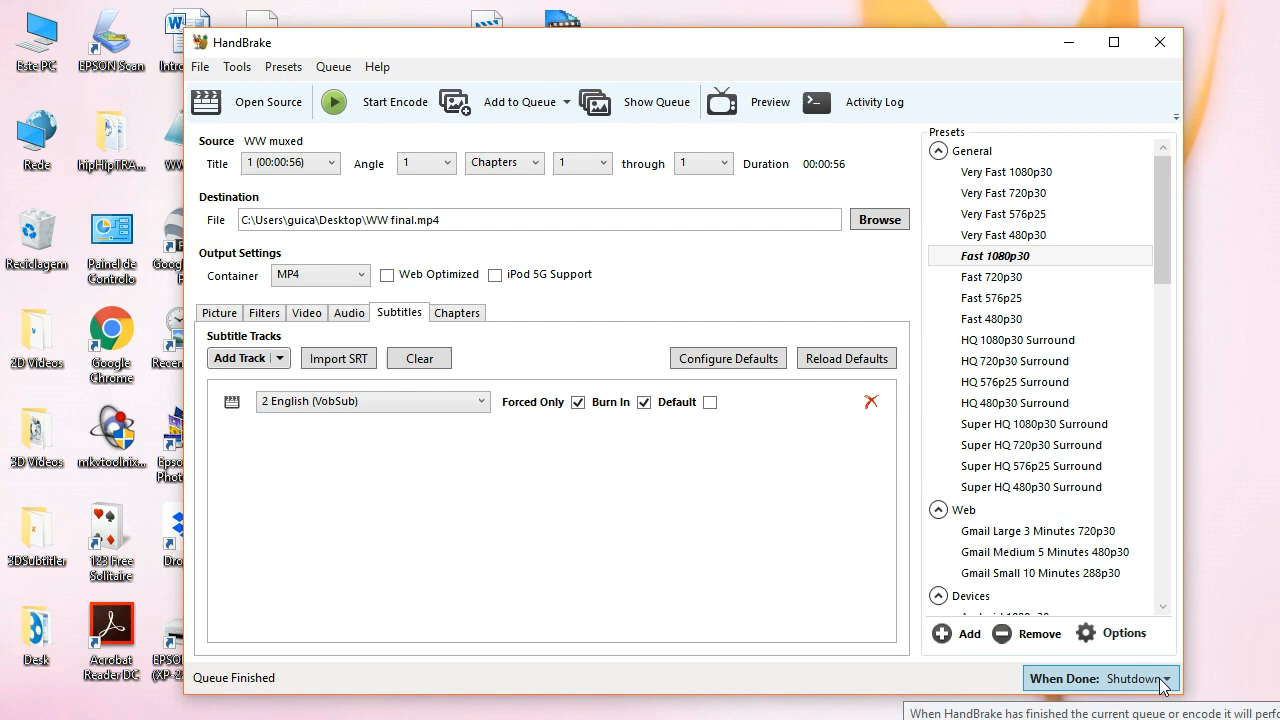 Este PC
EPSON Scan
Intro
HandBrake
File Tools Presets Queue Help
Open Source Start Encode Add to Queue Show Queue Preview Activity Log
Rede
hipHlipTRA...
WW
Source WW muxed
Title 1 (00:00:56) Angle 1 Chapters 1 through 1 Duration 00:00:56
Destination
File C:\Users\guica\Desktop\WW final.mp4 Browse
Output Settings
Container MP4 Web Optimized iPod 5G Support
Picture Filters Video Audio Subtitles Chapters
Subtitle Tracks
Add Track Import SRT Clear Configure Defaults Reload Defaults
2 English (VobSub) Forced Only Burn In Default
Presets
General
Very Fast 1080p30
Very Fast 720p30
Very Fast 576p25
Very Fast 480p30
Fast 1080p30
Fast 720p30
Fast 576p25
Fast 480p30
HQ 1080p30 Surround
HQ 720p30 Surround
HQ 576p25 Surround
HQ 480p30 Surround
Super HQ 1080p30 Surround
Super HQ 720p30 Surround
Super HQ 576p25 Surround
Super HQ 480p30 Surround
Web
Gmail Large 3 Minutes 720p30
Gmail Medium 5 Minutes 480p30
Gmail Small 10 Minutes 288p30
Devices
Add Remove Options
Queue Finished
When Done: Shutdown
When HandBrake has finished the current queue or encode it will perfo
Reciclagem
Painel de
Controlo
Goog
2D Videos
Google
Chrome
Recen
3D Videos
mkvtoolnix...
Epso
Phot
3DSubtitler
123 Free
Solitaire
Dro
Desk
Acrobat
Reader DC
EPSO
(XP-2